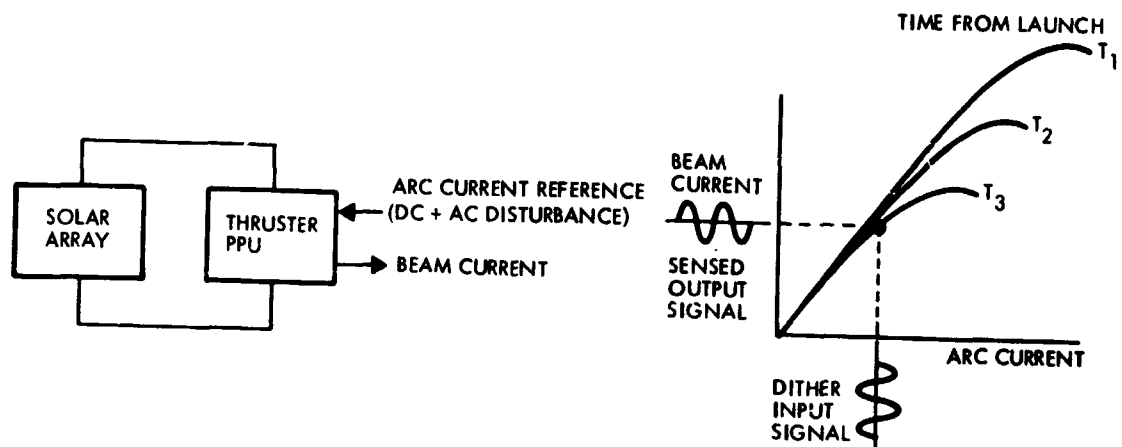 SOLAR
ARRAY
THRUSTER
PPU
ARC CURRENT REFERENCE
(DC + AC DISTURBANCE)
BEAM CURRENT
TIME FROM LAUNCH
T1
T2
T3
BEAM
CURRENT
SENSED
OUTPUT
SIGNAL
ARC CURRENT
DITHER
INPUT
SIGNAL